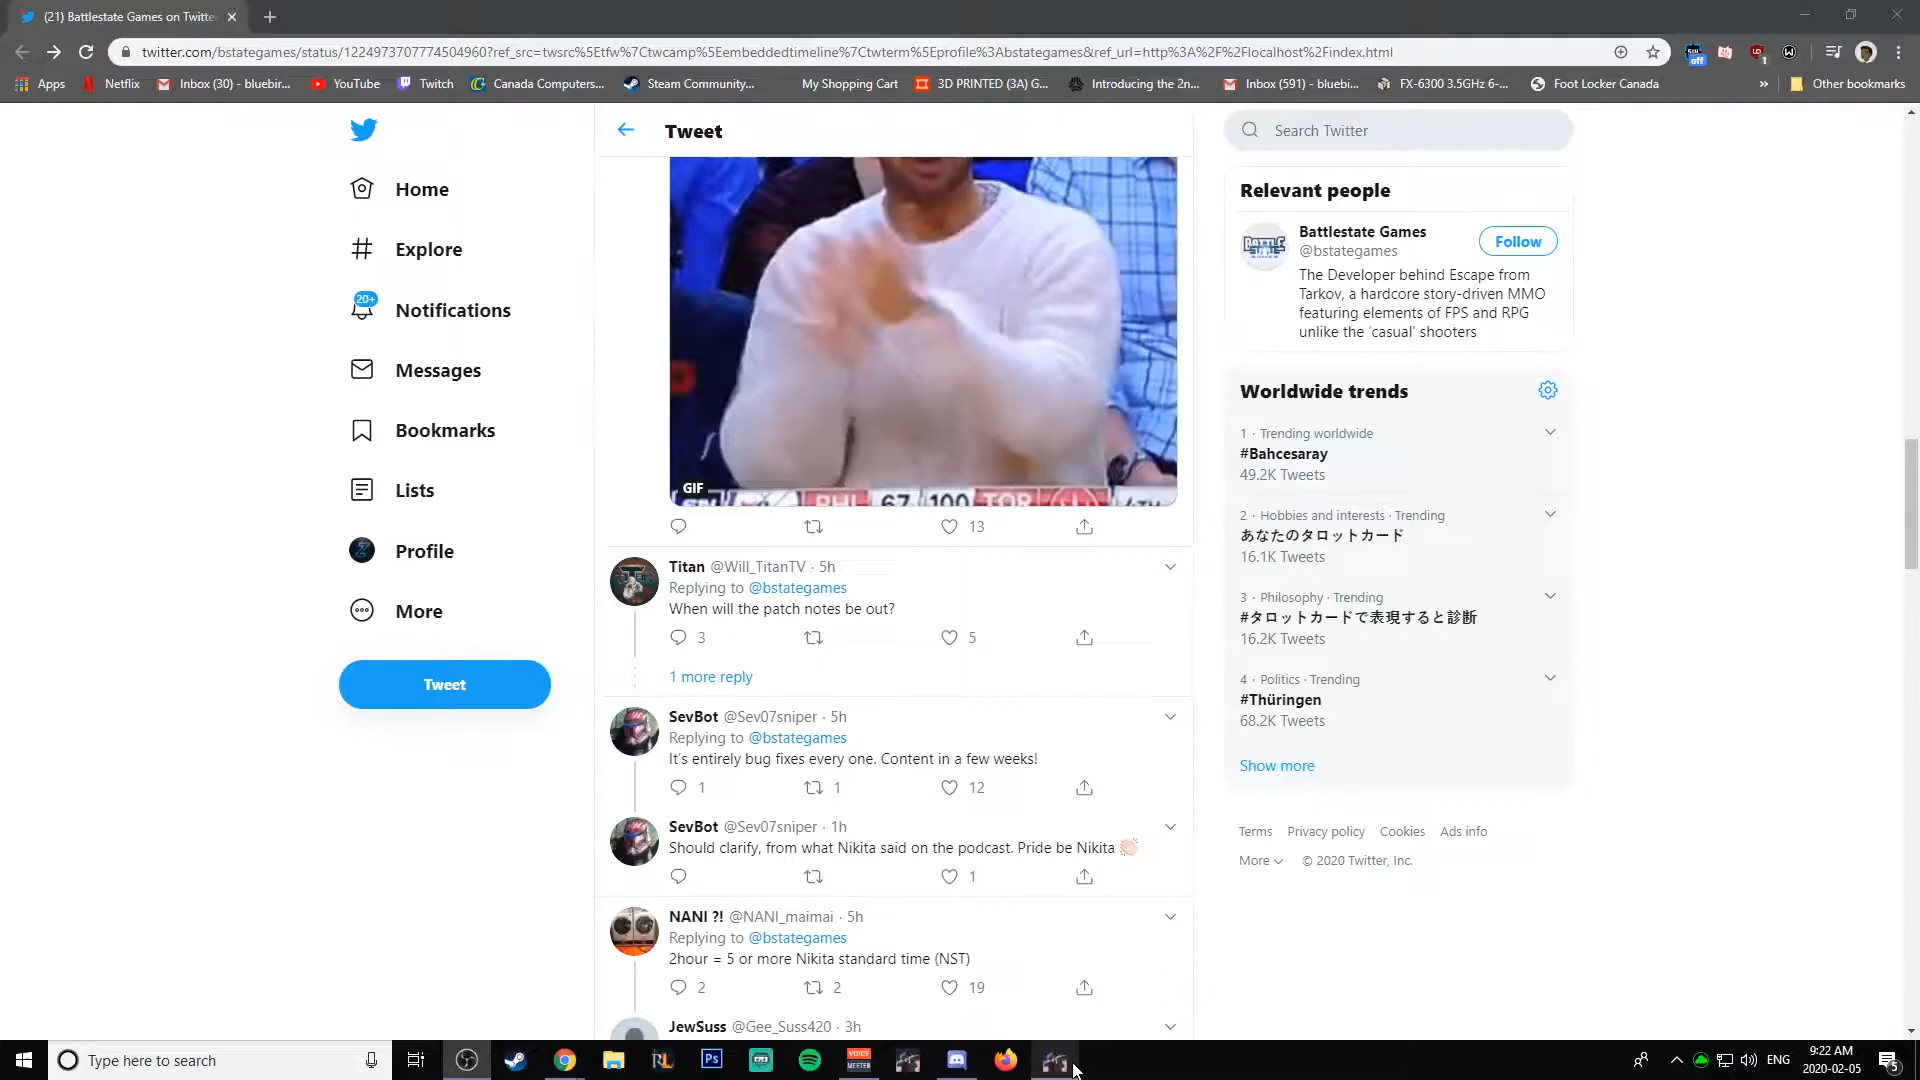 (21) Battlestate Games on Twitte
twitter.com/bstategames/status/1224973707774504960?ref_src=twsrc%5Etfw%7Ctwcamp%5Eembeddedtimeline%7Ctwterm%5Eprofile%3Abstategames&ref_url=http%3A%2F%2Flocalhost%2Findex.html
off
1
Apps
Netflix
Inbox (30) - bluebir...
YouTube
Twitch
Canada Computers...
Steam Community...
My Shopping Cart
3D PRINTED (3A) G...
Introducing the 2n...
Inbox (591) - bluebi...
FX-6300 3.5GHz 6-...
Foot Locker Canada
»
Other bookmarks
Home
Explore
20+
Notifications
Messages
Bookmarks
Lists
Profile
More
Tweet
Tweet
GIF
PHI 67 100 TOR
13
Titan @Will_TitanTV · 5h
Replying to @bstategames
When will the patch notes be out?
3
5
1 more reply
SevBot @Sev07sniper · 5h
Replying to @bstategames
It's entirely bug fixes every one. Content in a few weeks!
1
1
12
SevBot @Sev07sniper · 1h
Should clarify, from what Nikita said on the podcast. Pride be Nikita 👏🏻
1
NANI ?! @NANI_maimai · 5h
Replying to @bstategames
2hour = 5 or more Nikita standard time (NST)
2
2
19
JewSuss @Gee_Suss420 · 3h
Search Twitter
Relevant people
Battlestate Games
@bstategames
Follow
The Developer behind Escape from
Tarkov, a hardcore story-driven MMO
featuring elements of FPS and RPG
unlike the 'casual' shooters
Worldwide trends
1 · Trending worldwide
#Bahcesaray
49.2K Tweets
2 · Hobbies and interests · Trending
あなたのタロットカード
16.1K Tweets
3 · Philosophy · Trending
#タロットカードで表現すると診断
16.2K Tweets
4 · Politics · Trending
#Thüringen
68.2K Tweets
Show more
Terms Privacy policy Cookies Ads info
More © 2020 Twitter, Inc.
Type here to search
RL
Ps
VOICE
MEETER
ENG
9:22 AM
2020-02-05
5